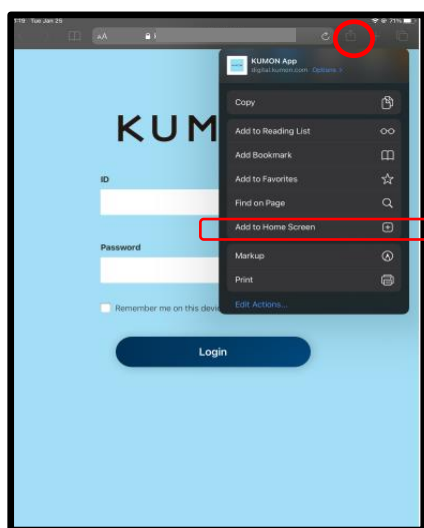 Tue Jan 25
71%
AA
KUMON App
digital.kumon.com Options >
Copy
KUM
Add to Reading List
Add Bookmark
ID
Add to Favorites
Find on Page
Add to Home Screen
Password
Markup
Print
Remember me on this devi
Edit Actions...
Login